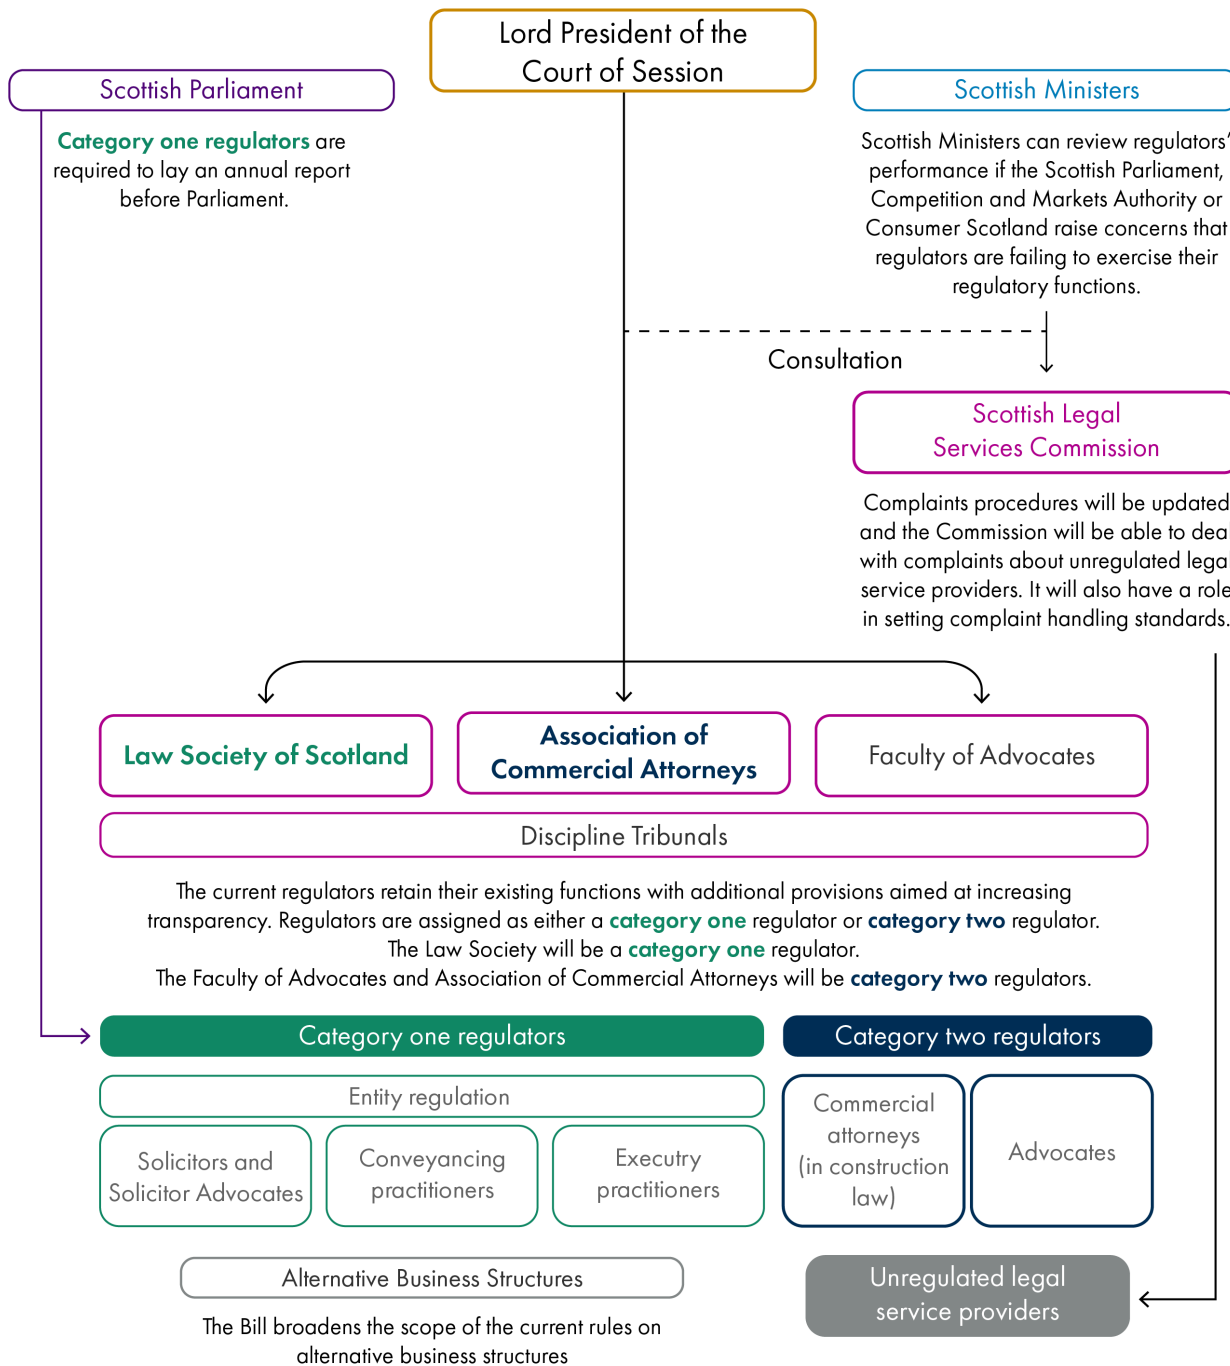 Lord President of the
Court of Session
Scottish Parliament
Category one regulators are
required to lay an annual report
before Parliament.
Scottish Ministers
Scottish Ministers can review regulators’
performance if the Scottish Parliament,
Competition and Markets Authority or
Consumer Scotland raise concerns that
regulators are failing to exercise their
regulatory functions.
Consultation
Scottish Legal
Services Commission
Complaints procedures will be updated
and the Commission will be able to deal
with complaints about unregulated legal
service providers. It will also have a role
in setting complaint handling standards.
Law Society of Scotland
Association of
Commercial Attorneys
Faculty of Advocates
Discipline Tribunals
The current regulators retain their existing functions with additional provisions aimed at increasing
transparency. Regulators are assigned as either a category one regulator or category two regulator.
The Law Society will be a category one regulator.
The Faculty of Advocates and Association of Commercial Attorneys will be category two regulators.
Category one regulators
Entity regulation
Solicitors and
Solicitor Advocates
Conveyancing
practitioners
Executry
practitioners
Category two regulators
Commercial
attorneys
(in construction
law)
Advocates
Alternative Business Structures
The Bill broadens the scope of the current rules on
alternative business structures
Unregulated legal
service providers